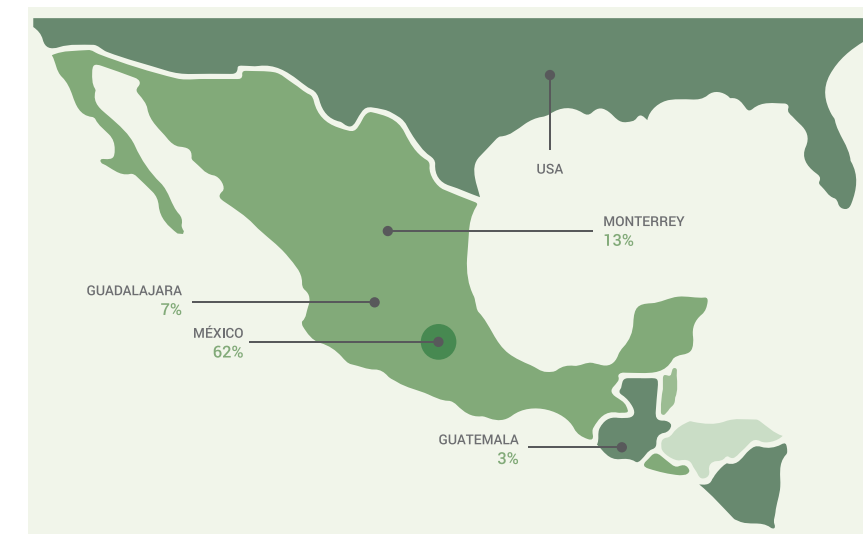 USA
MONTERREY
13%
GUADALAJARA
7%
MÉXICO
62%
GUATEMALA
3%